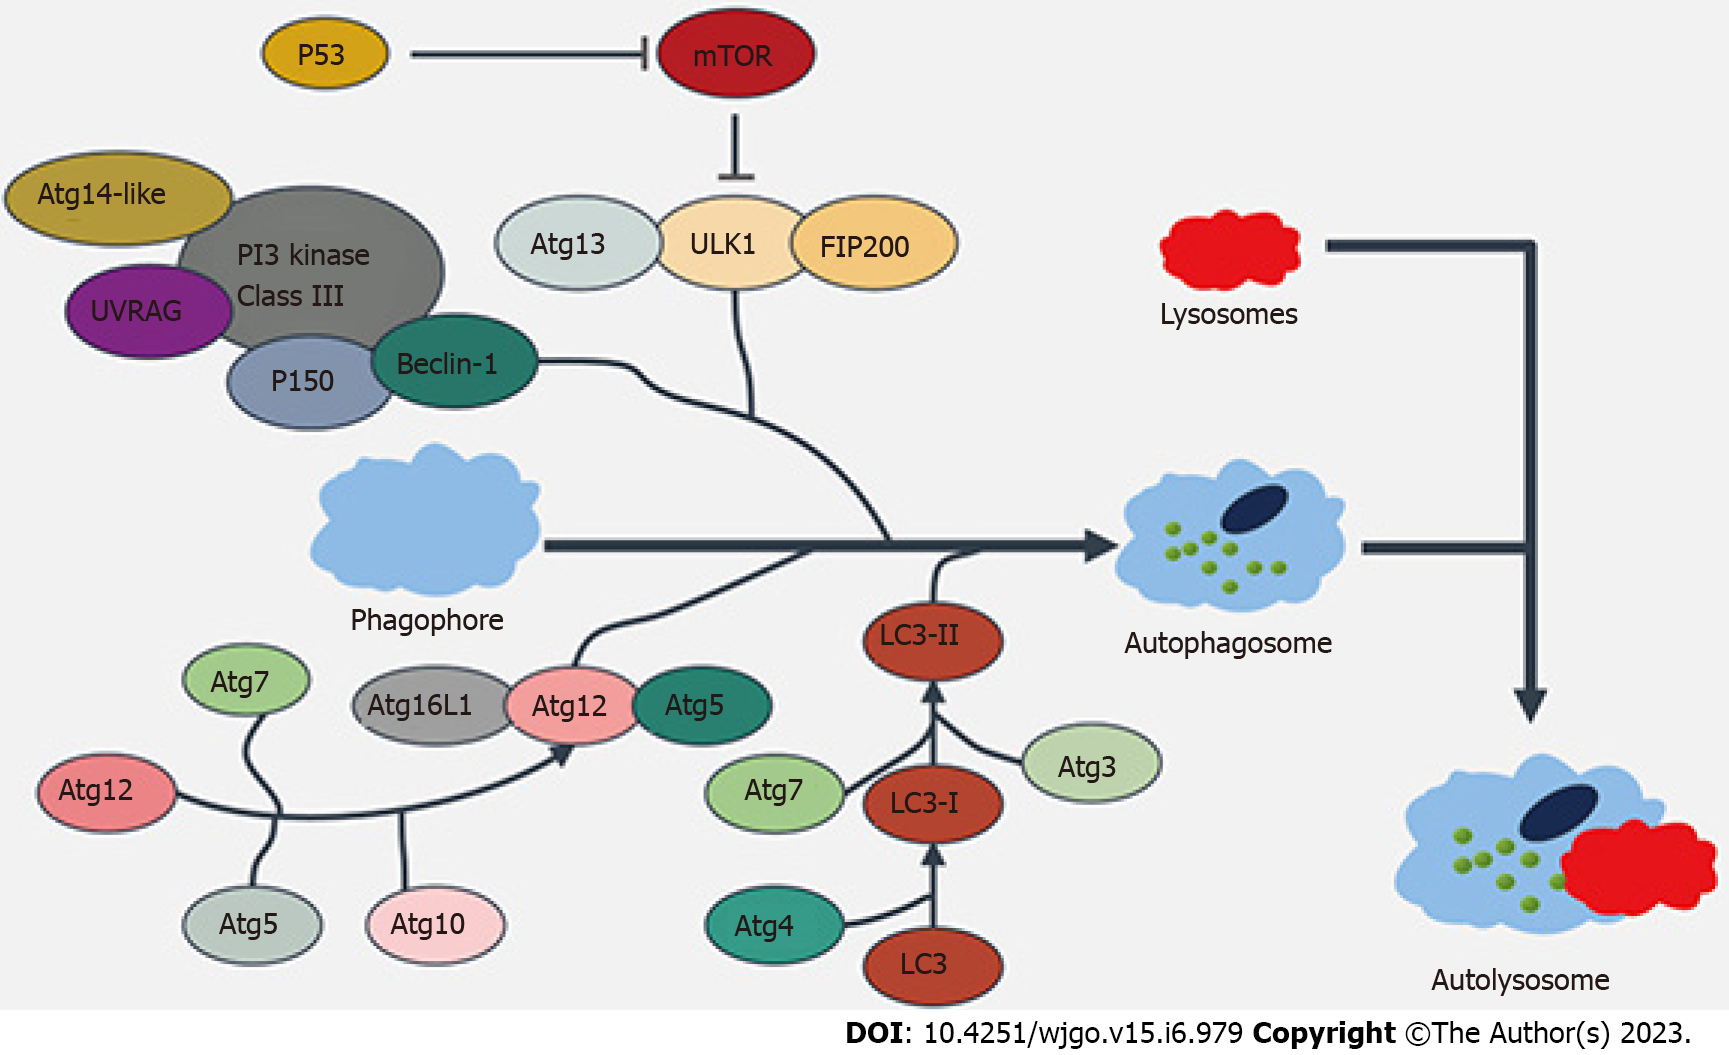 P53
mTOR
Atg14-like
PI3 kinase
Class III
UVRAG
P150
Beclin-1
Atg13
ULK1
FIP200
Lysosomes
Phagophore
Autophagosome
LC3-II
Atg7
Atg16L1
Atg12
Atg5
Atg12
Atg7
LC3-I
Atg3
Atg5
Atg10
Atg4
LC3
Autolysosome
DOI: 10.4251/wjgo.v15.i6.979 Copyright ©The Author(s) 2023.